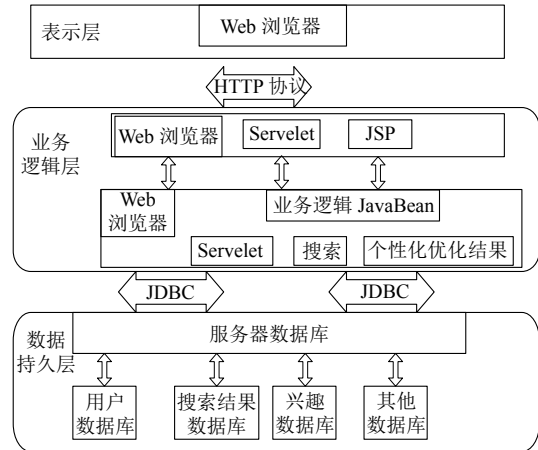 表示层
Web 浏览器
HTTP 协议
业务
逻辑层
Web 浏览器
Servelet
JSP
Web
浏览器
业务逻辑 JavaBean
Servelet
搜索
个性化优化结果
JDBC
JDBC
数据
持久层
服务器数据库
用户
数据库
搜索结果
数据库
兴趣
数据库
其他
数据库